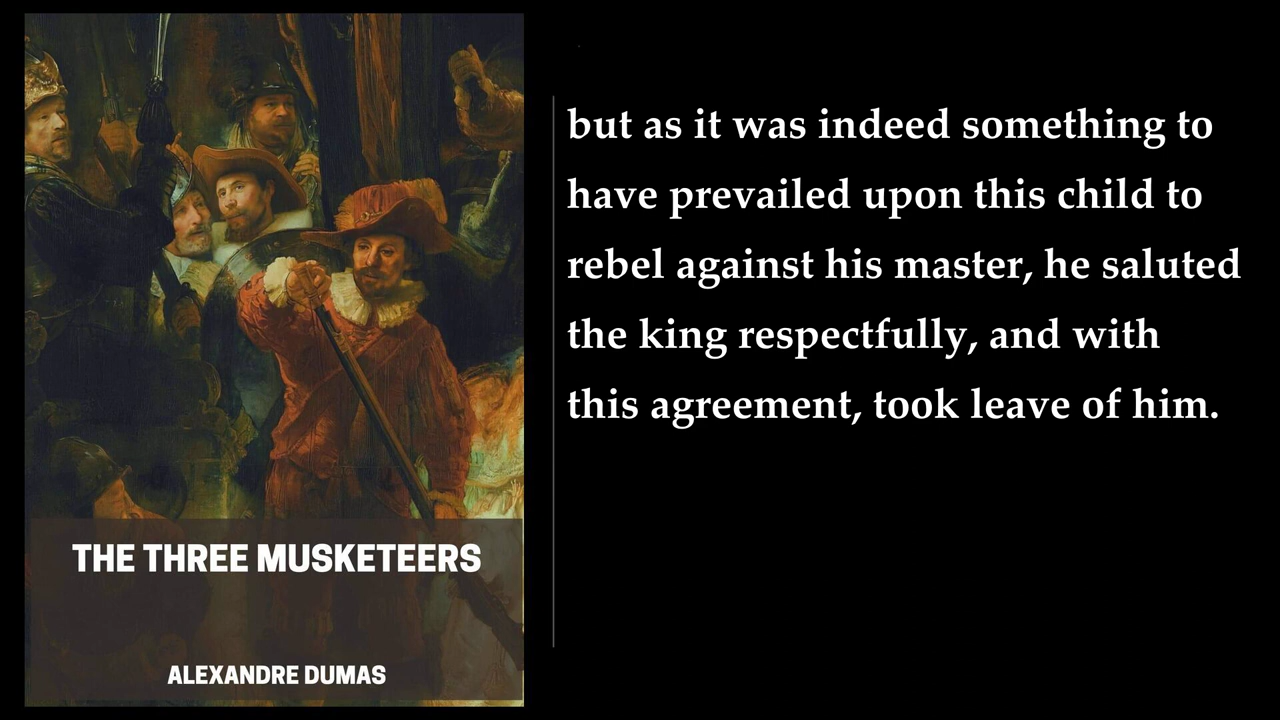 THE THREE MUSKETEERS
ALEXANDRE DUMAS
but as it was indeed something to
have prevailed upon this child to
rebel against his master, he saluted
the king respectfully, and with
this agreement, took leave of him.